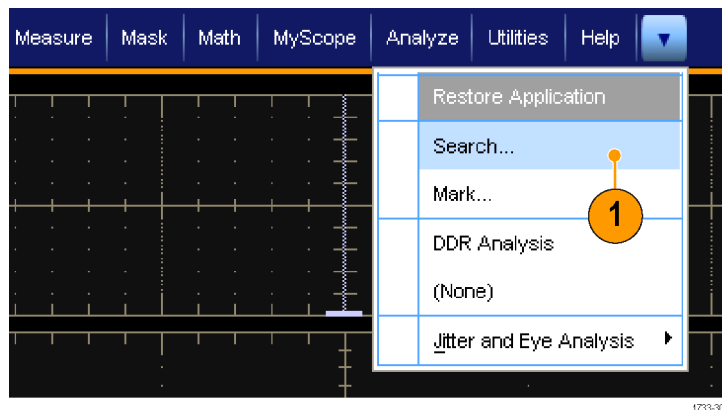 Measure Mask Math MyScope Analyze Utilities Help
Restore Application
Search...
Mark...
1
DDR Analysis
(None)
Jitter and Eye Analysis